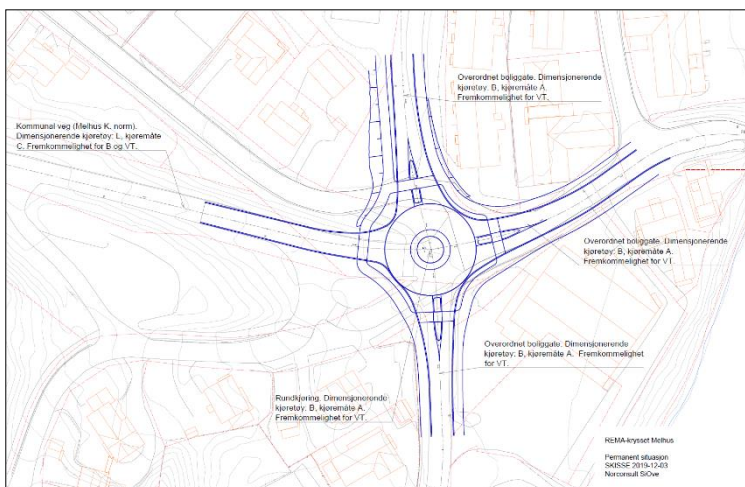 Overordnet boliggate. Dimensjonerende
kjøretøy: B, kjøremåte A.
Fremkommelighet for VT.
Kommunal veg (Melhus K. norm).
Dimensjonerende kjøretøy: L, kjøremåte
C. Fremkommelighet for B og VT.
Overordnet boliggate. Dimensjonerende
kjøretøy: B, kjøremåte A.
Fremkommelighet for VT.
Overordnet boliggate. Dimensjonerende
kjøretøy: B, kjøremåte A. Fremkommelighet
for VT.
Rundkjøring. Dimensjonerende
kjøretøy: B, kjøremåte A.
Fremkommelighet for VT.
REMA-krysset Melhus
Permanent situasjon
SKISSE 2019-12-03
Norconsult SiOve